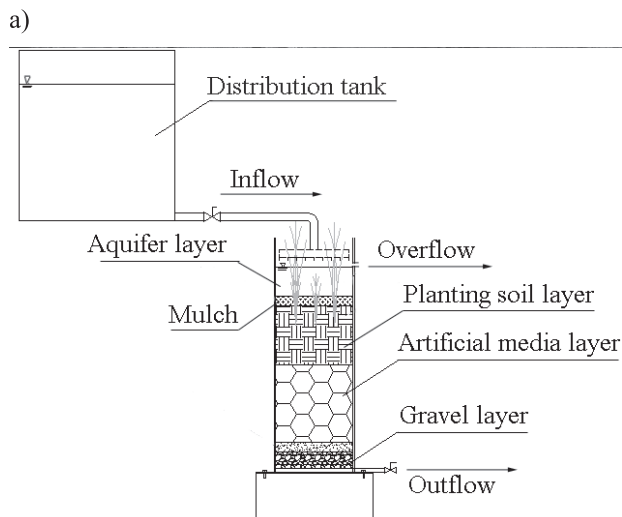 a)
Distribution tank
Inflow
Aquifer layer
Overflow
Mulch
Planting soil layer
Artificial media layer
Gravel layer
Outflow